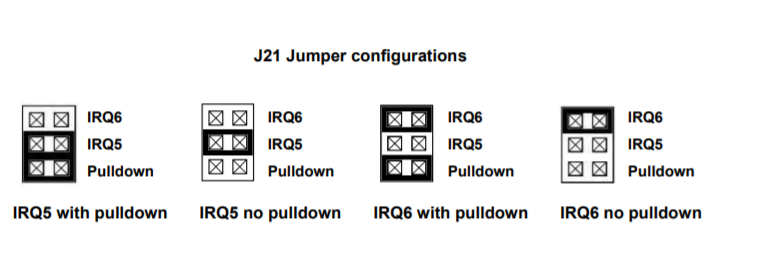 J21 Jumper configurations
IRQ6 IRQ6 IRQ6 IRQ6
IRQ5 IRQ5 IRQ5 IRQ5
Pulldown Pulldown Pulldown Pulldown
IRQ5 with pulldown IRQ5 no pulldown IRQ6 with pulldown IRQ6 no pulldown